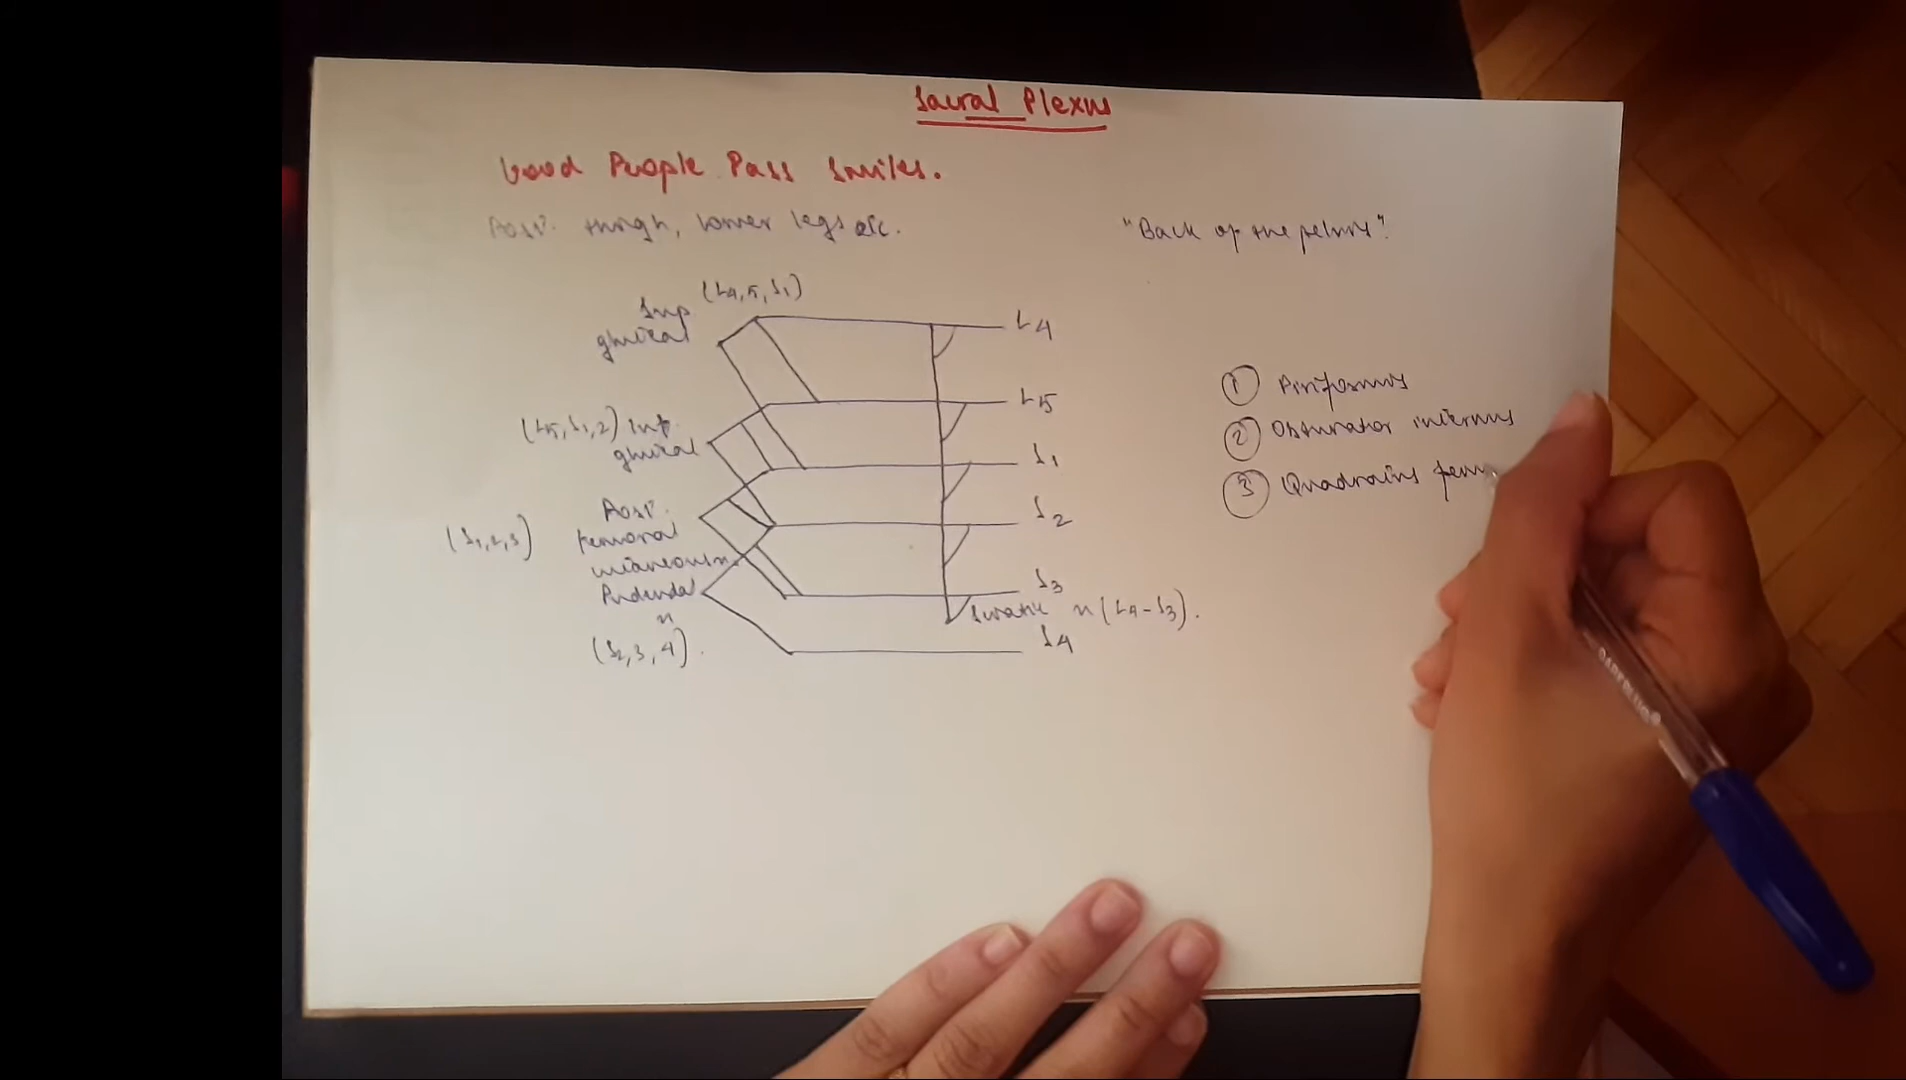 Sacral Plexus
Good People Pass Smiles.
Post. thigh, lower legs etc.
"Back of the pelvis".
(L4, 5, S1)
Sup
gluteal
L4
L5
(L5, S1, 2) Inf.
gluteal
S1
S2
(S1, 2, 3)
Post.
femoral
cutaneous n.
Pudendal
n
(S2, 3, 4).
S3
Sciatic n (L4-S3).
S4
① Piriformis
② Obturator internus
③ Quadratus fem